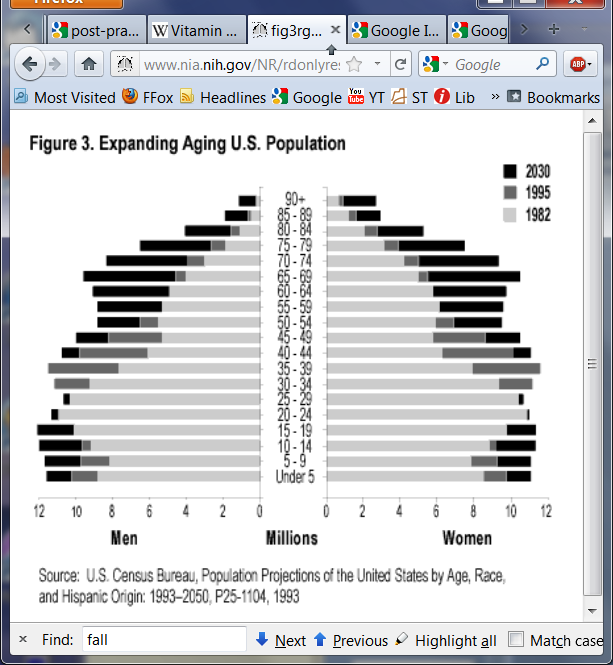 Firefox
post-pra...
Vitamin ...
fig3rg...
Google I...
Goog
www.nia.nih.gov/NR/rdonlyre
Google
ABP
Most Visited FFox Headlines Google YT ST Lib » Bookmarks
Figure 3. Expanding Aging U.S. Population
2030
1995
1982
90+
85 - 89
80 - 84
75 - 79
70 - 74
65 - 69
60 - 64
55 - 59
50 - 54
45 - 49
40 - 44
35 - 39
30 - 34
25 - 29
20 - 24
15 - 19
10 - 14
5 - 9
Under 5
12 10 8 6 4 2 0 0 2 4 6 8 10 12
Men Millions Women
Source: U.S. Census Bureau, Population Projections of the United States by Age, Race,
and Hispanic Origin: 1993–2050, P25-1104, 1993
× Find: fall Next Previous Highlight all Match case